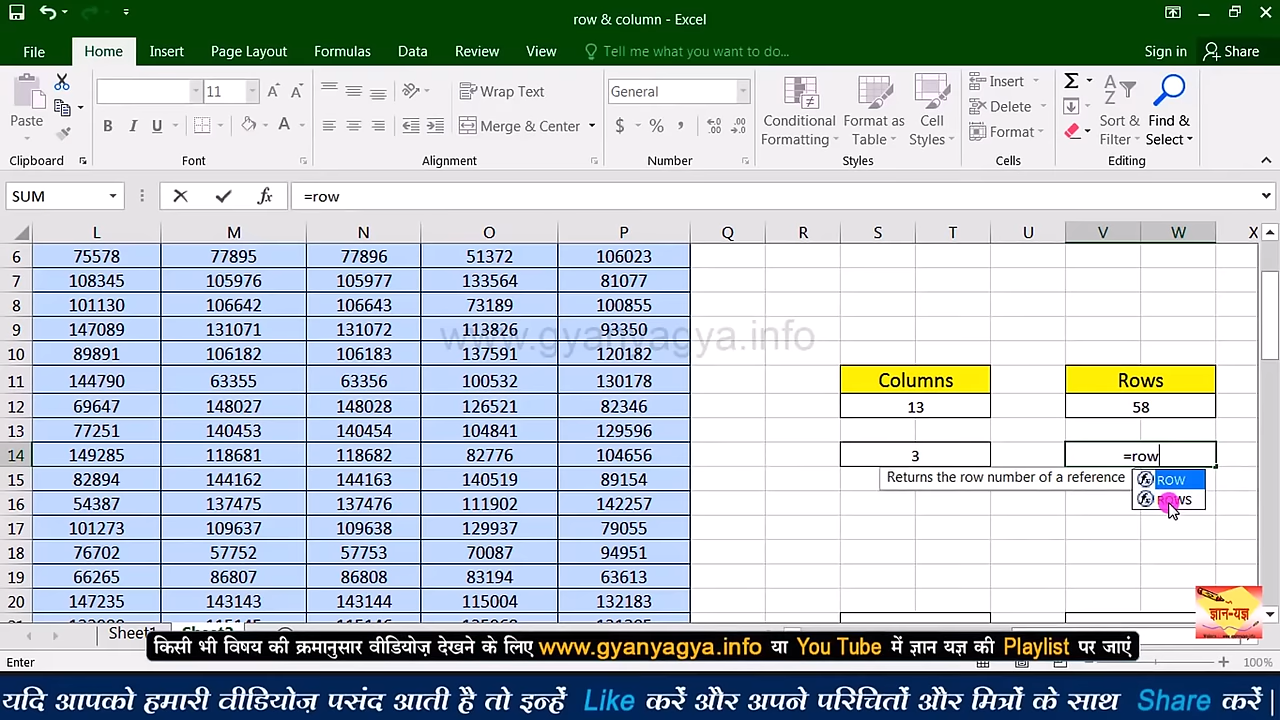 row & column - Excel
File Home Insert Page Layout Formulas Data Review View Tell me what you want to do... Sign in Share
11 Wrap Text General Insert
Paste Merge & Center $ % , Conditional Formatting Format as Table Cell Styles Delete Format Sort & Filter Find & Select
Clipboard Font Alignment Number Styles Cells Editing
SUM fx =row
L M N O P Q R S T U V W X
6 75578 77895 77896 51372 106023
7 108345 105976 105977 133564 81077
8 101130 106642 106643 73189 100855
www.gyanyagya.info
9 147089 131071 131072 113826 93350
10 89891 106182 106183 137591 120182
11 144790 63355 63356 100532 130178 Columns Rows
12 69647 148027 148028 126521 82346 13 58
13 77251 140453 140454 104841 129596
14 149285 118681 118682 82776 104656 3 =row
15 82894 144162 144163 109536 89154 Returns the row number of a reference ROW
16 54387 137475 137476 111902 142257 ROWS
17 101273 109637 109638 129937 79055
18 76702 57752 57753 70087 94951
19 66265 86807 86808 83194 63613
20 147235 143143 143144 115004 132183
21
ज्ञान-यज्ञ
Sheet1
किसी भी विषय की क्रमानुसार वीडियोज़ देखने के लिए www.gyanyagya.info या You Tube में ज्ञान यज्ञ की Playlist पर जाएं
Enter 100%
यदि आपको हमारी वीडियोज़ पसंद आती है तो इन्हें Like करें और अपने परिचितों और मित्रों के साथ Share करें |